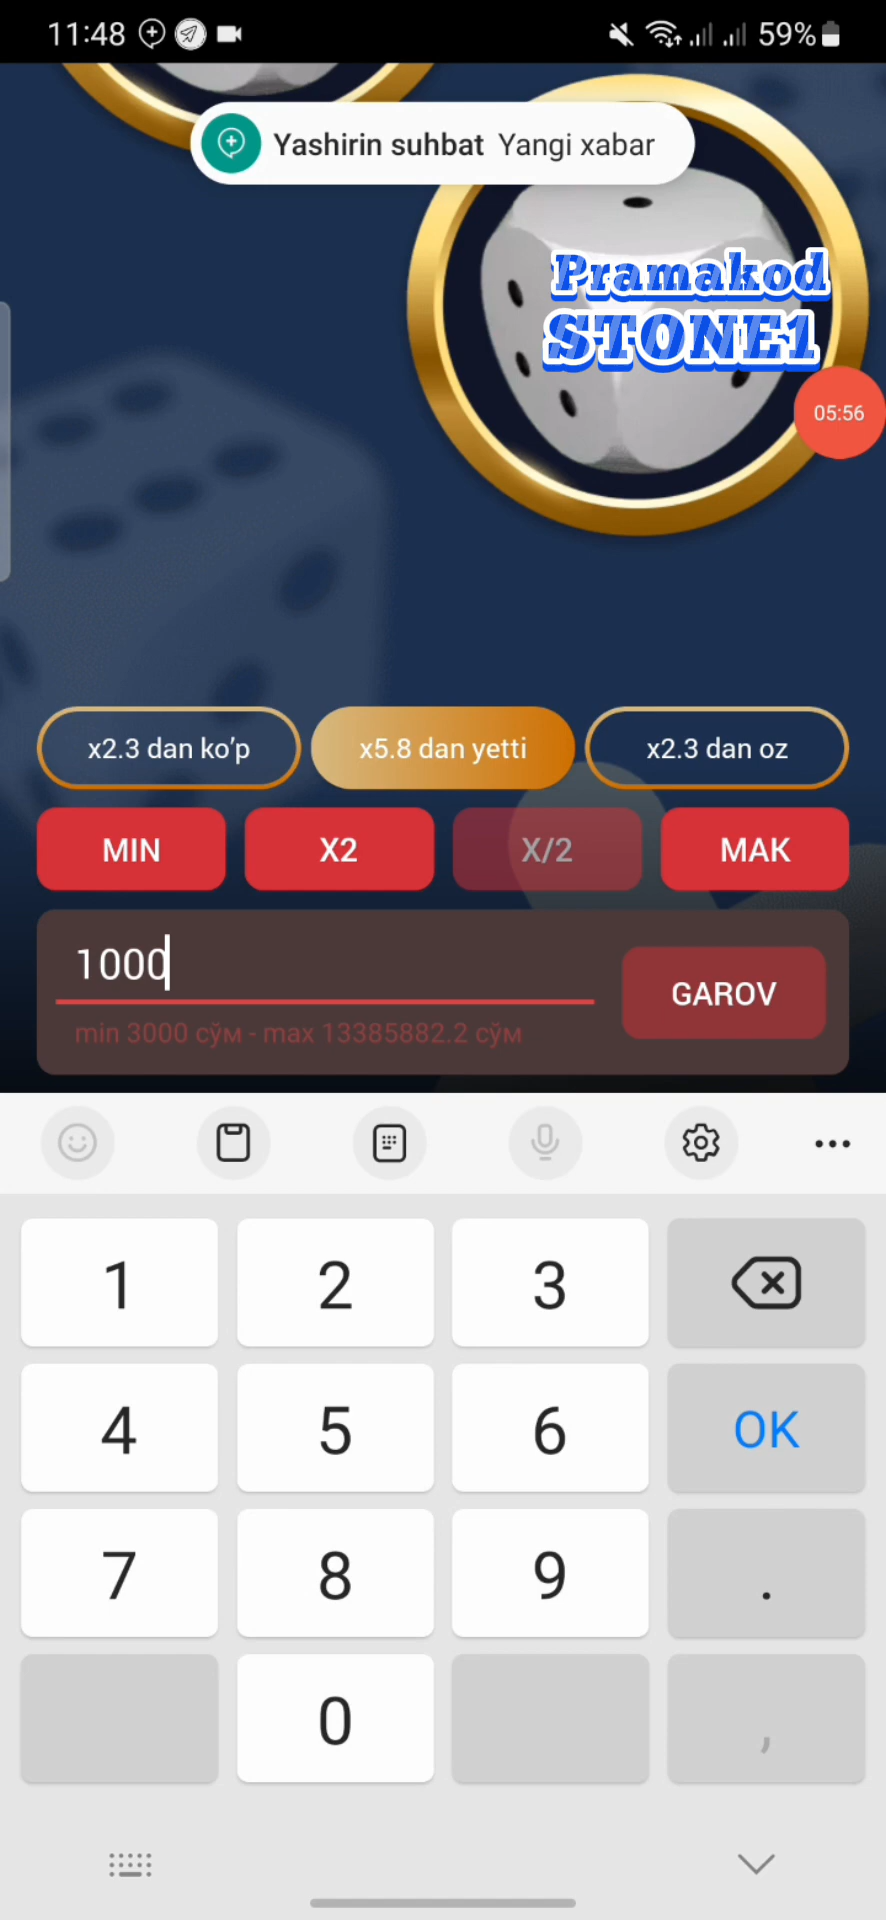 11:48
59%
Yashirin suhbat Yangi xabar
Pramakod
STONE1
05:56
x2.3 dan ko‘p
x5.8 dan yetti
x2.3 dan oz
MIN
X2
X/2
MAK
1000
GAROV
min 3000 сўм - max 13385882.2 сўм
1 2 3
4 5 6 OK
7 8 9 .
0 ,